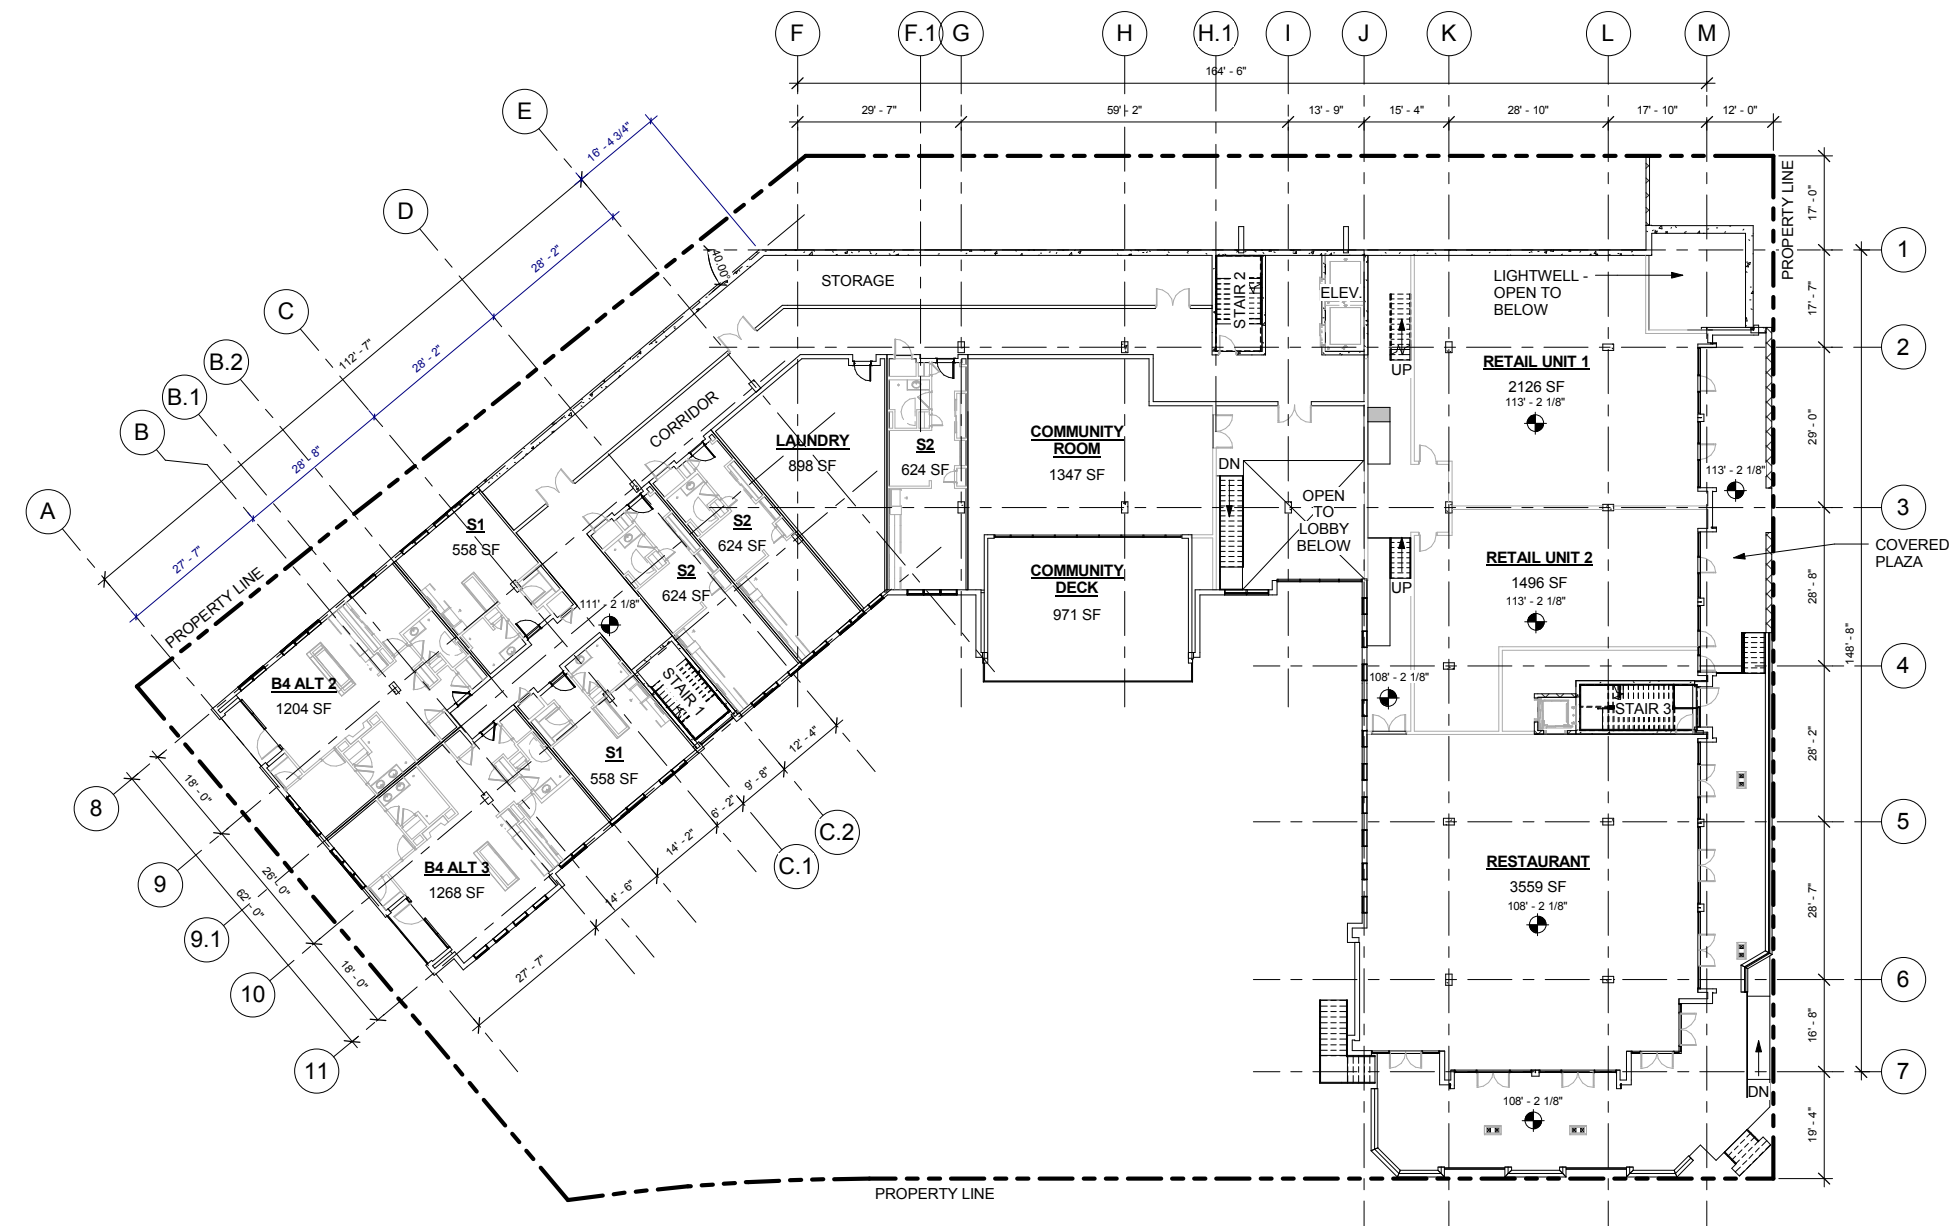 F
F.1
G
H
H.1
I
J
K
L
M
164' - 6"
29' - 7"
59' - 2"
13' - 9"
15' - 4"
28' - 10"
17' - 10"
12' - 0"
E
D
C
B.2
B.1
B
A
16' - 4 3/4"
112' - 7"
28' - 2"
28' - 2"
28' - 8"
27' - 7"
PROPERTY LINE
40.00°
PROPERTY LINE
17' - 0"
17' - 7"
29' - 0"
28' - 8"
148' - 8"
28' - 2"
28' - 7"
16' - 8"
19' - 4"
1
2
3
4
5
6
7
STORAGE
STAIR 2
ELEV.
LIGHTWELL -
OPEN TO
BELOW
UP
RETAIL UNIT 1
2126 SF
113' - 2 1/8"
CORRIDOR
LAUNDRY
898 SF
S2
624 SF
COMMUNITY
ROOM
1347 SF
DN
OPEN
TO
LOBBY
BELOW
113' - 2 1/8"
COVERED
PLAZA
S1
558 SF
S2
624 SF
S2
624 SF
COMMUNITY
DECK
971 SF
UP
RETAIL UNIT 2
1496 SF
113' - 2 1/8"
111' - 2 1/8"
B4 ALT 2
1204 SF
STAIR 1
108' - 2 1/8"
STAIR 3
S1
558 SF
B4 ALT 3
1268 SF
RESTAURANT
3559 SF
108' - 2 1/8"
12' - 4"
9' - 8"
6' - 2"
14' - 2"
14' - 6"
27' - 7"
C.2
C.1
8
9
9.1
10
11
18' - 0"
26' - 0"
62' - 0"
18' - 0"
108' - 2 1/8"
DN
PROPERTY LINE